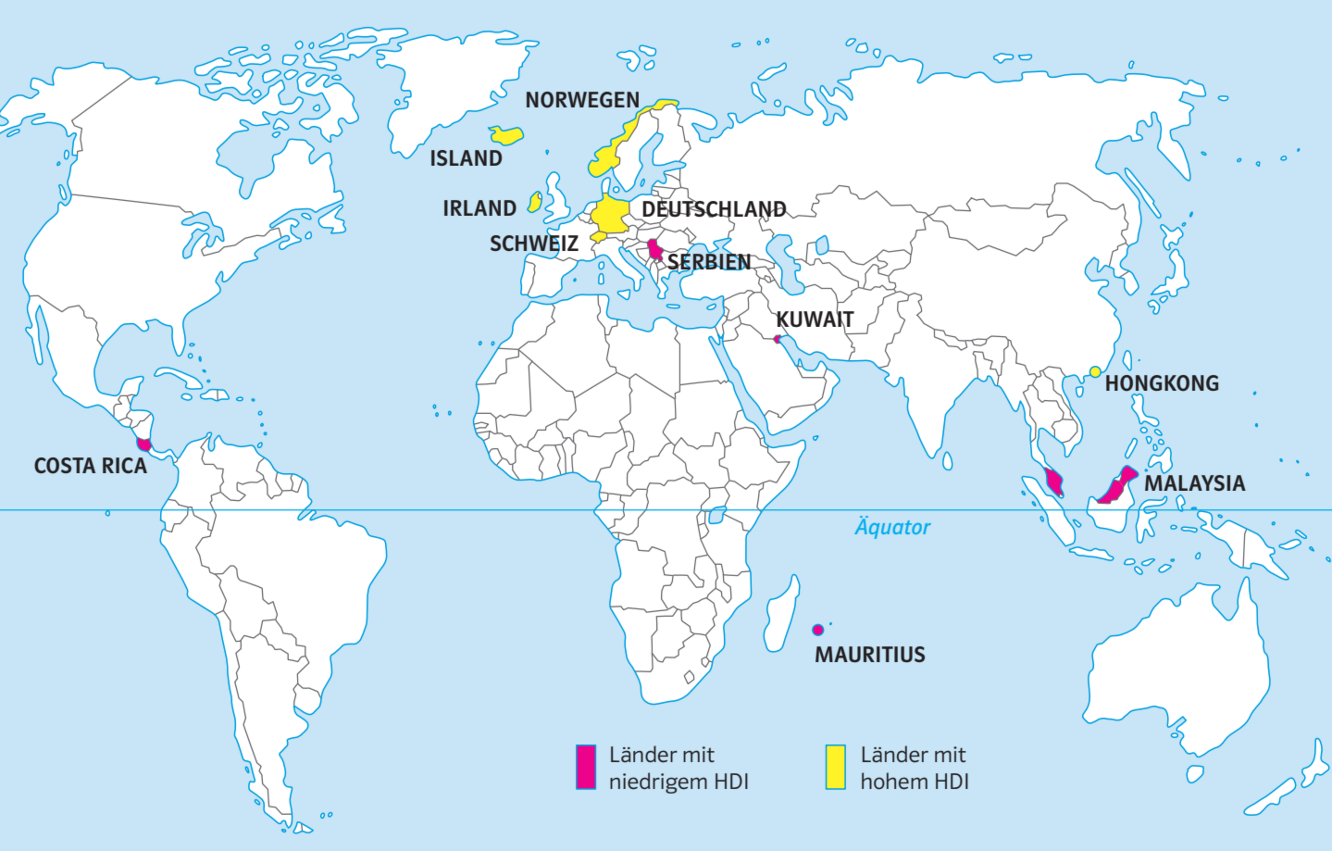 NORWEGEN
ISLAND
IRLAND
DEUTSCHLAND
SCHWEIZ
SERBIEN
KUWAIT
HONGKONG
COSTA RICA
MALAYSIA
Äquator
MAURITIUS
Länder mit
niedrigem HDI
Länder mit
hohem HDI